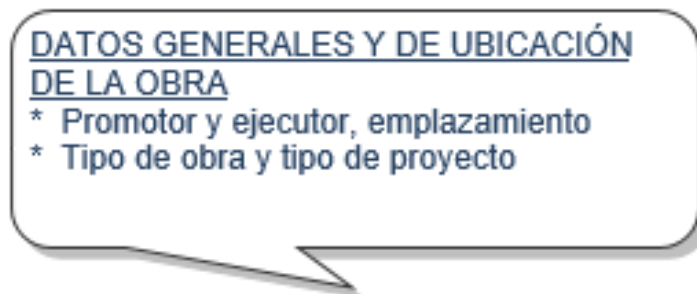 DATOS GENERALES Y DE UBICACIÓN
DE LA OBRA
* Promotor y ejecutor, emplazamiento
* Tipo de obra y tipo de proyecto